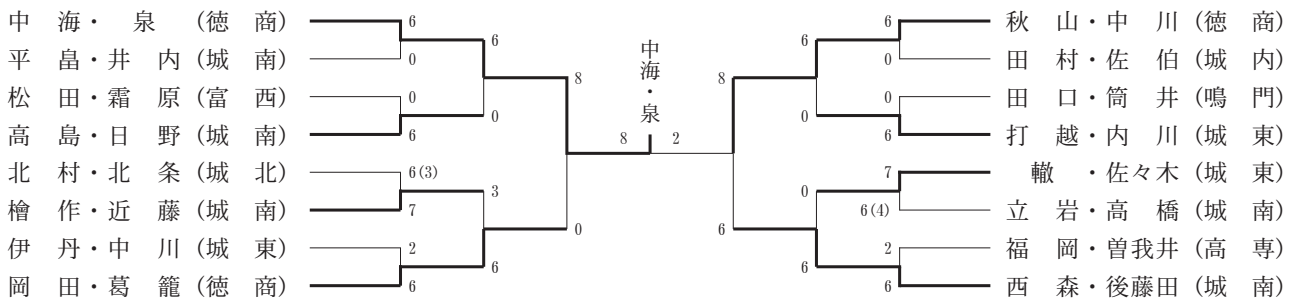 中海・泉(徳商)
平畠・井内(城南)
松田・霜原(富西)
高島・日野(城南)
北村・北条(城北)
檜作・近藤(城南)
伊丹・中川(城東)
岡田・葛籠(徳商)
6
0
0
6
6(3)
7
2
6
6
0
3
6
8
0
中海・泉
8 2
8
6
6
0
0
6
6
0
0
6
7
6(4)
2
6
秋山・中川(徳商)
田村・佐伯(城内)
田口・筒井(鳴門)
打越・内川(城東)
轍・佐々木(城東)
立岩・高橋(城南)
福岡・曽我井(高専)
西森・後藤田(城南)